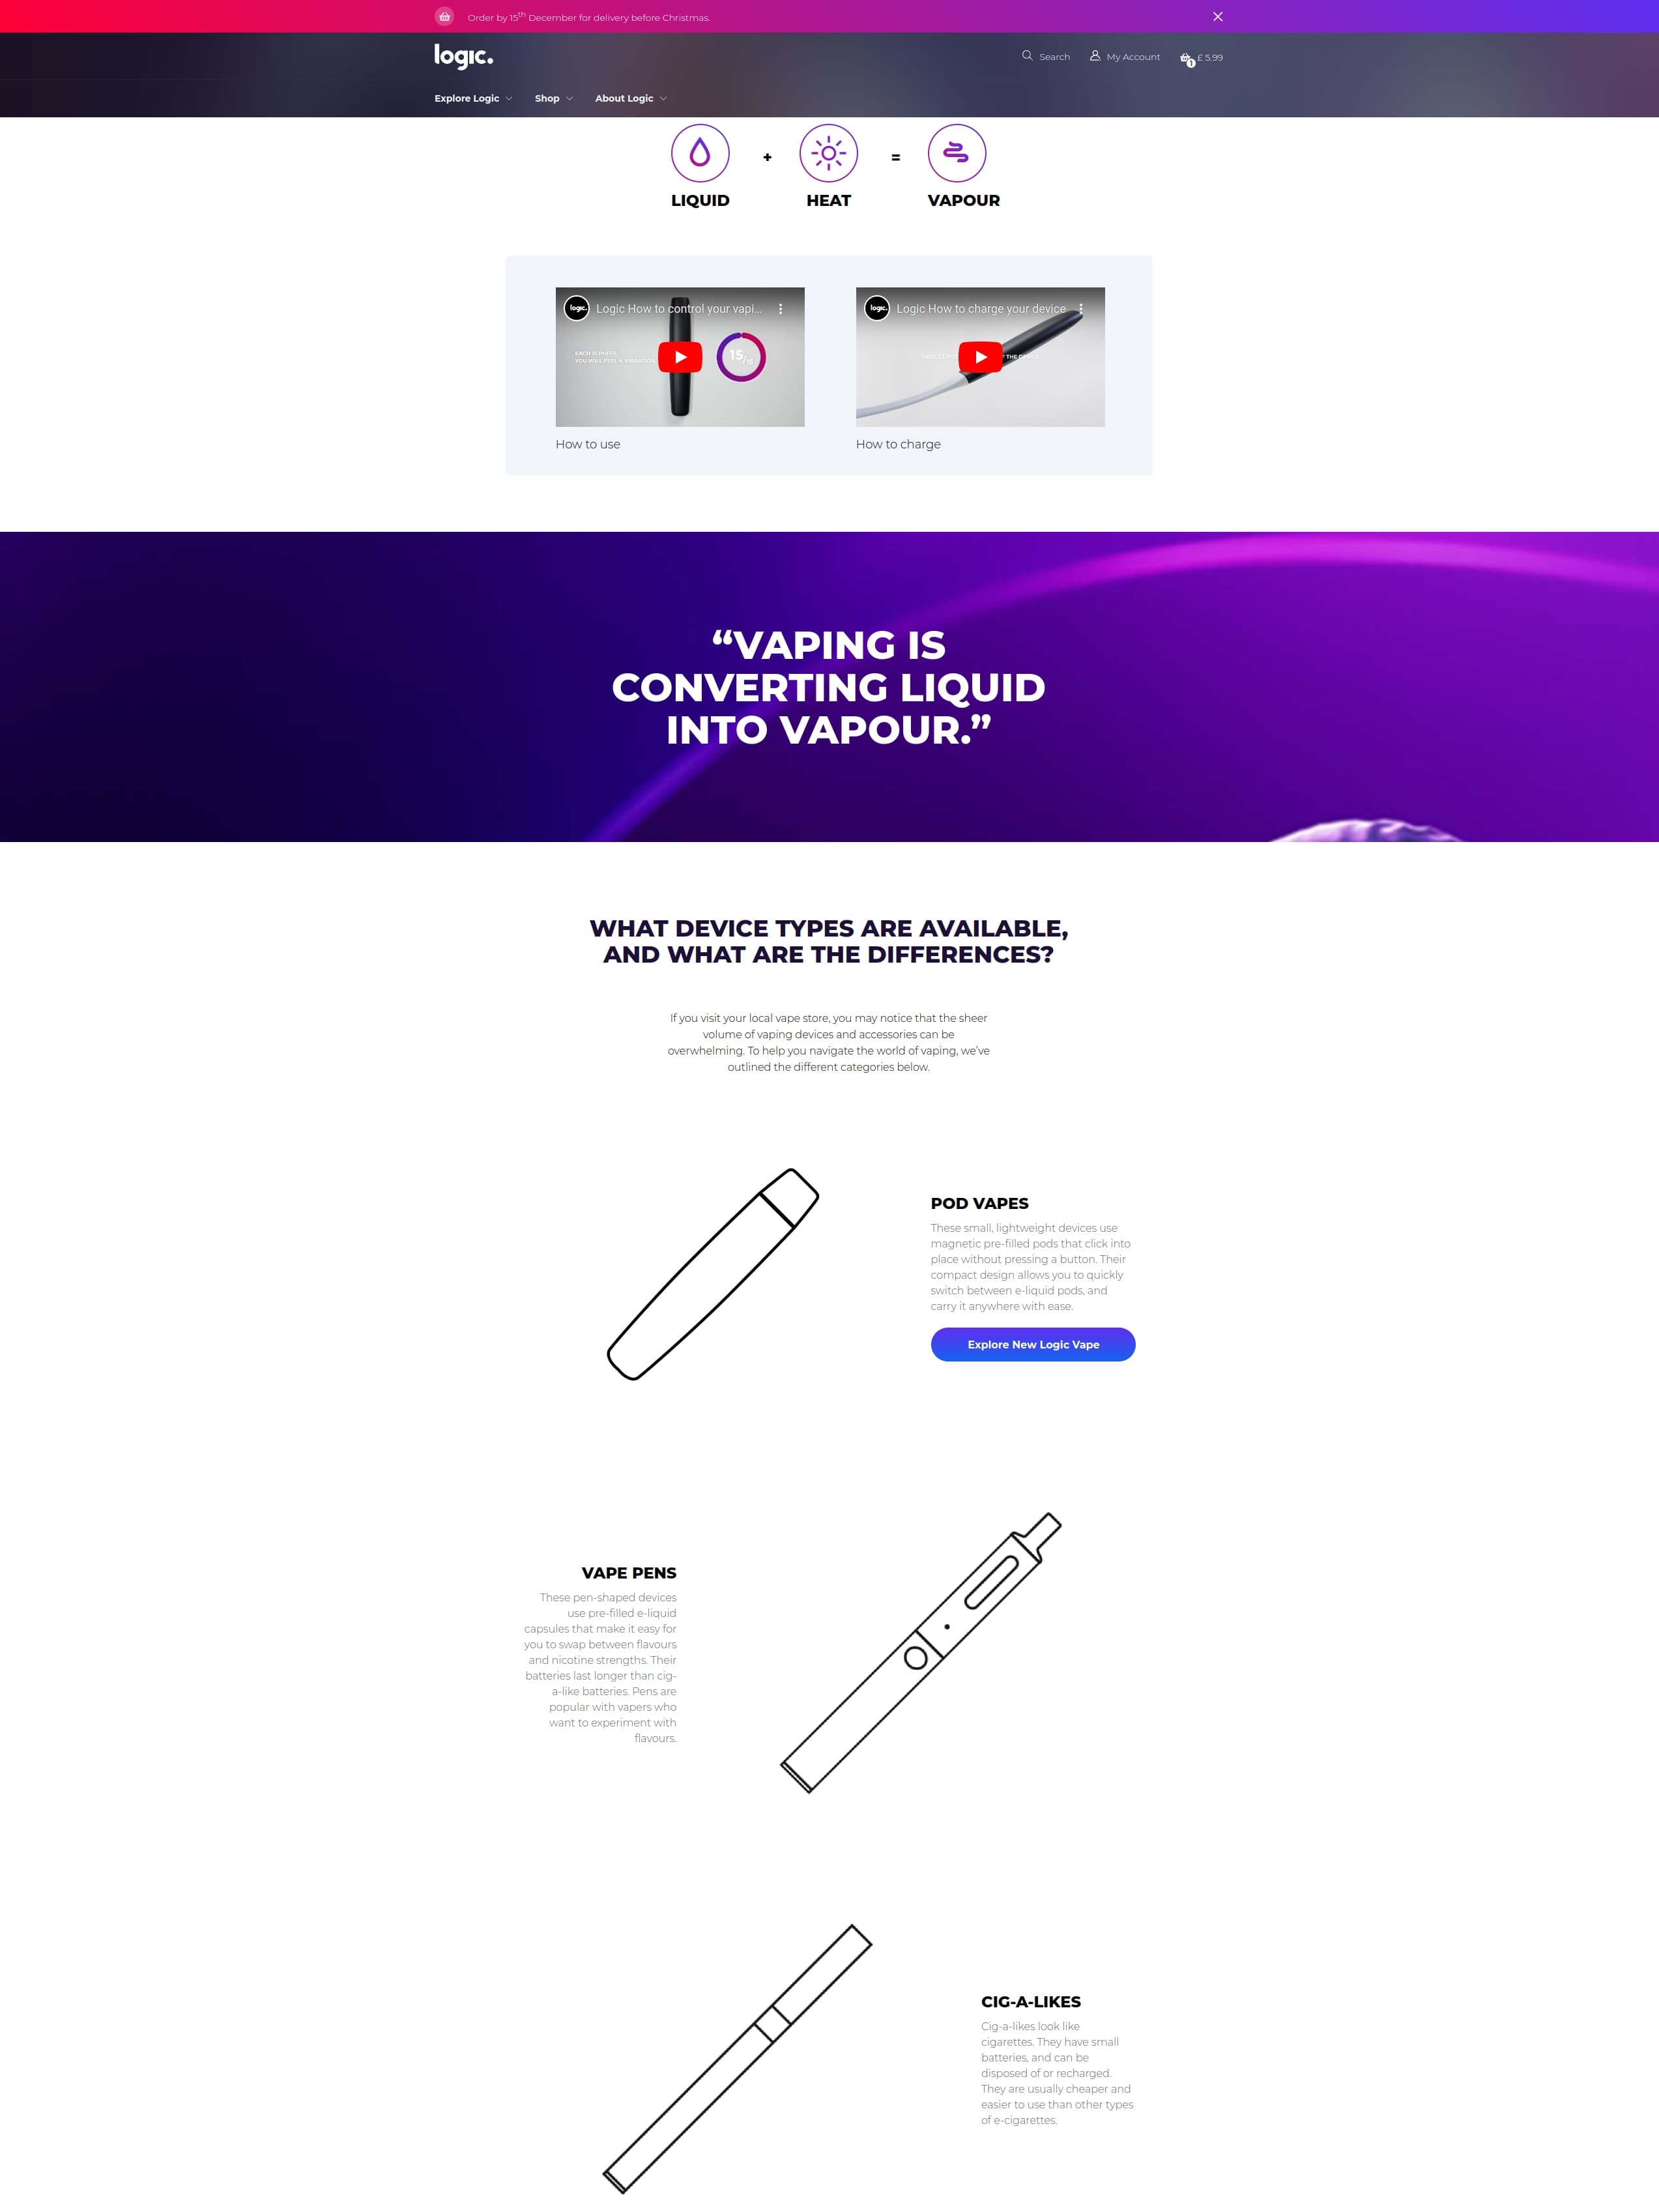 Order by 15th December for delivery before Christmas.
logic.
Search
My Account
1
£ 5.99
Explore Logic
Shop
About Logic
+
=
LIQUID
HEAT
VAPOUR
logic.
Logic How to control your vapi...
EACH 15 PUFFS,
YOU WILL FEEL A VIBRATION
15/15
logic.
Logic How to charge your device
THEN, CLIP
THE
How to use
How to charge
“VAPING IS
CONVERTING LIQUID
INTO VAPOUR.”
WHAT DEVICE TYPES ARE AVAILABLE,
AND WHAT ARE THE DIFFERENCES?
If you visit your local vape store, you may notice that the sheer
volume of vaping devices and accessories can be
overwhelming. To help you navigate the world of vaping, we’ve
outlined the different categories below.
POD VAPES
These small, lightweight devices use
magnetic pre-filled pods that click into
place without pressing a button. Their
compact design allows you to quickly
switch between e-liquid pods, and
carry it anywhere with ease.
Explore New Logic Vape
VAPE PENS
These pen-shaped devices
use pre-filled e-liquid
capsules that make it easy for
you to swap between flavours
and nicotine strengths. Their
batteries last longer than cig-
a-like batteries. Pens are
popular with vapers who
want to experiment with
flavours.
CIG-A-LIKES
Cig-a-likes look like
cigarettes. They have small
batteries, and can be
disposed of or recharged.
They are usually cheaper and
easier to use than other types
of e-cigarettes.